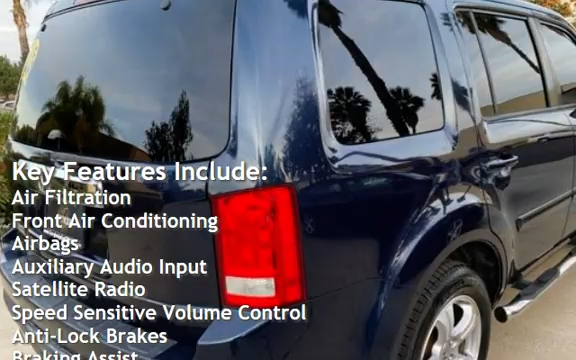 Key Features Include:
Air Filtration
Front Air Conditioning
Airbags
Auxiliary Audio Input
Satellite Radio
Speed Sensitive Volume Control
Anti-Lock Brakes
Braking Assist